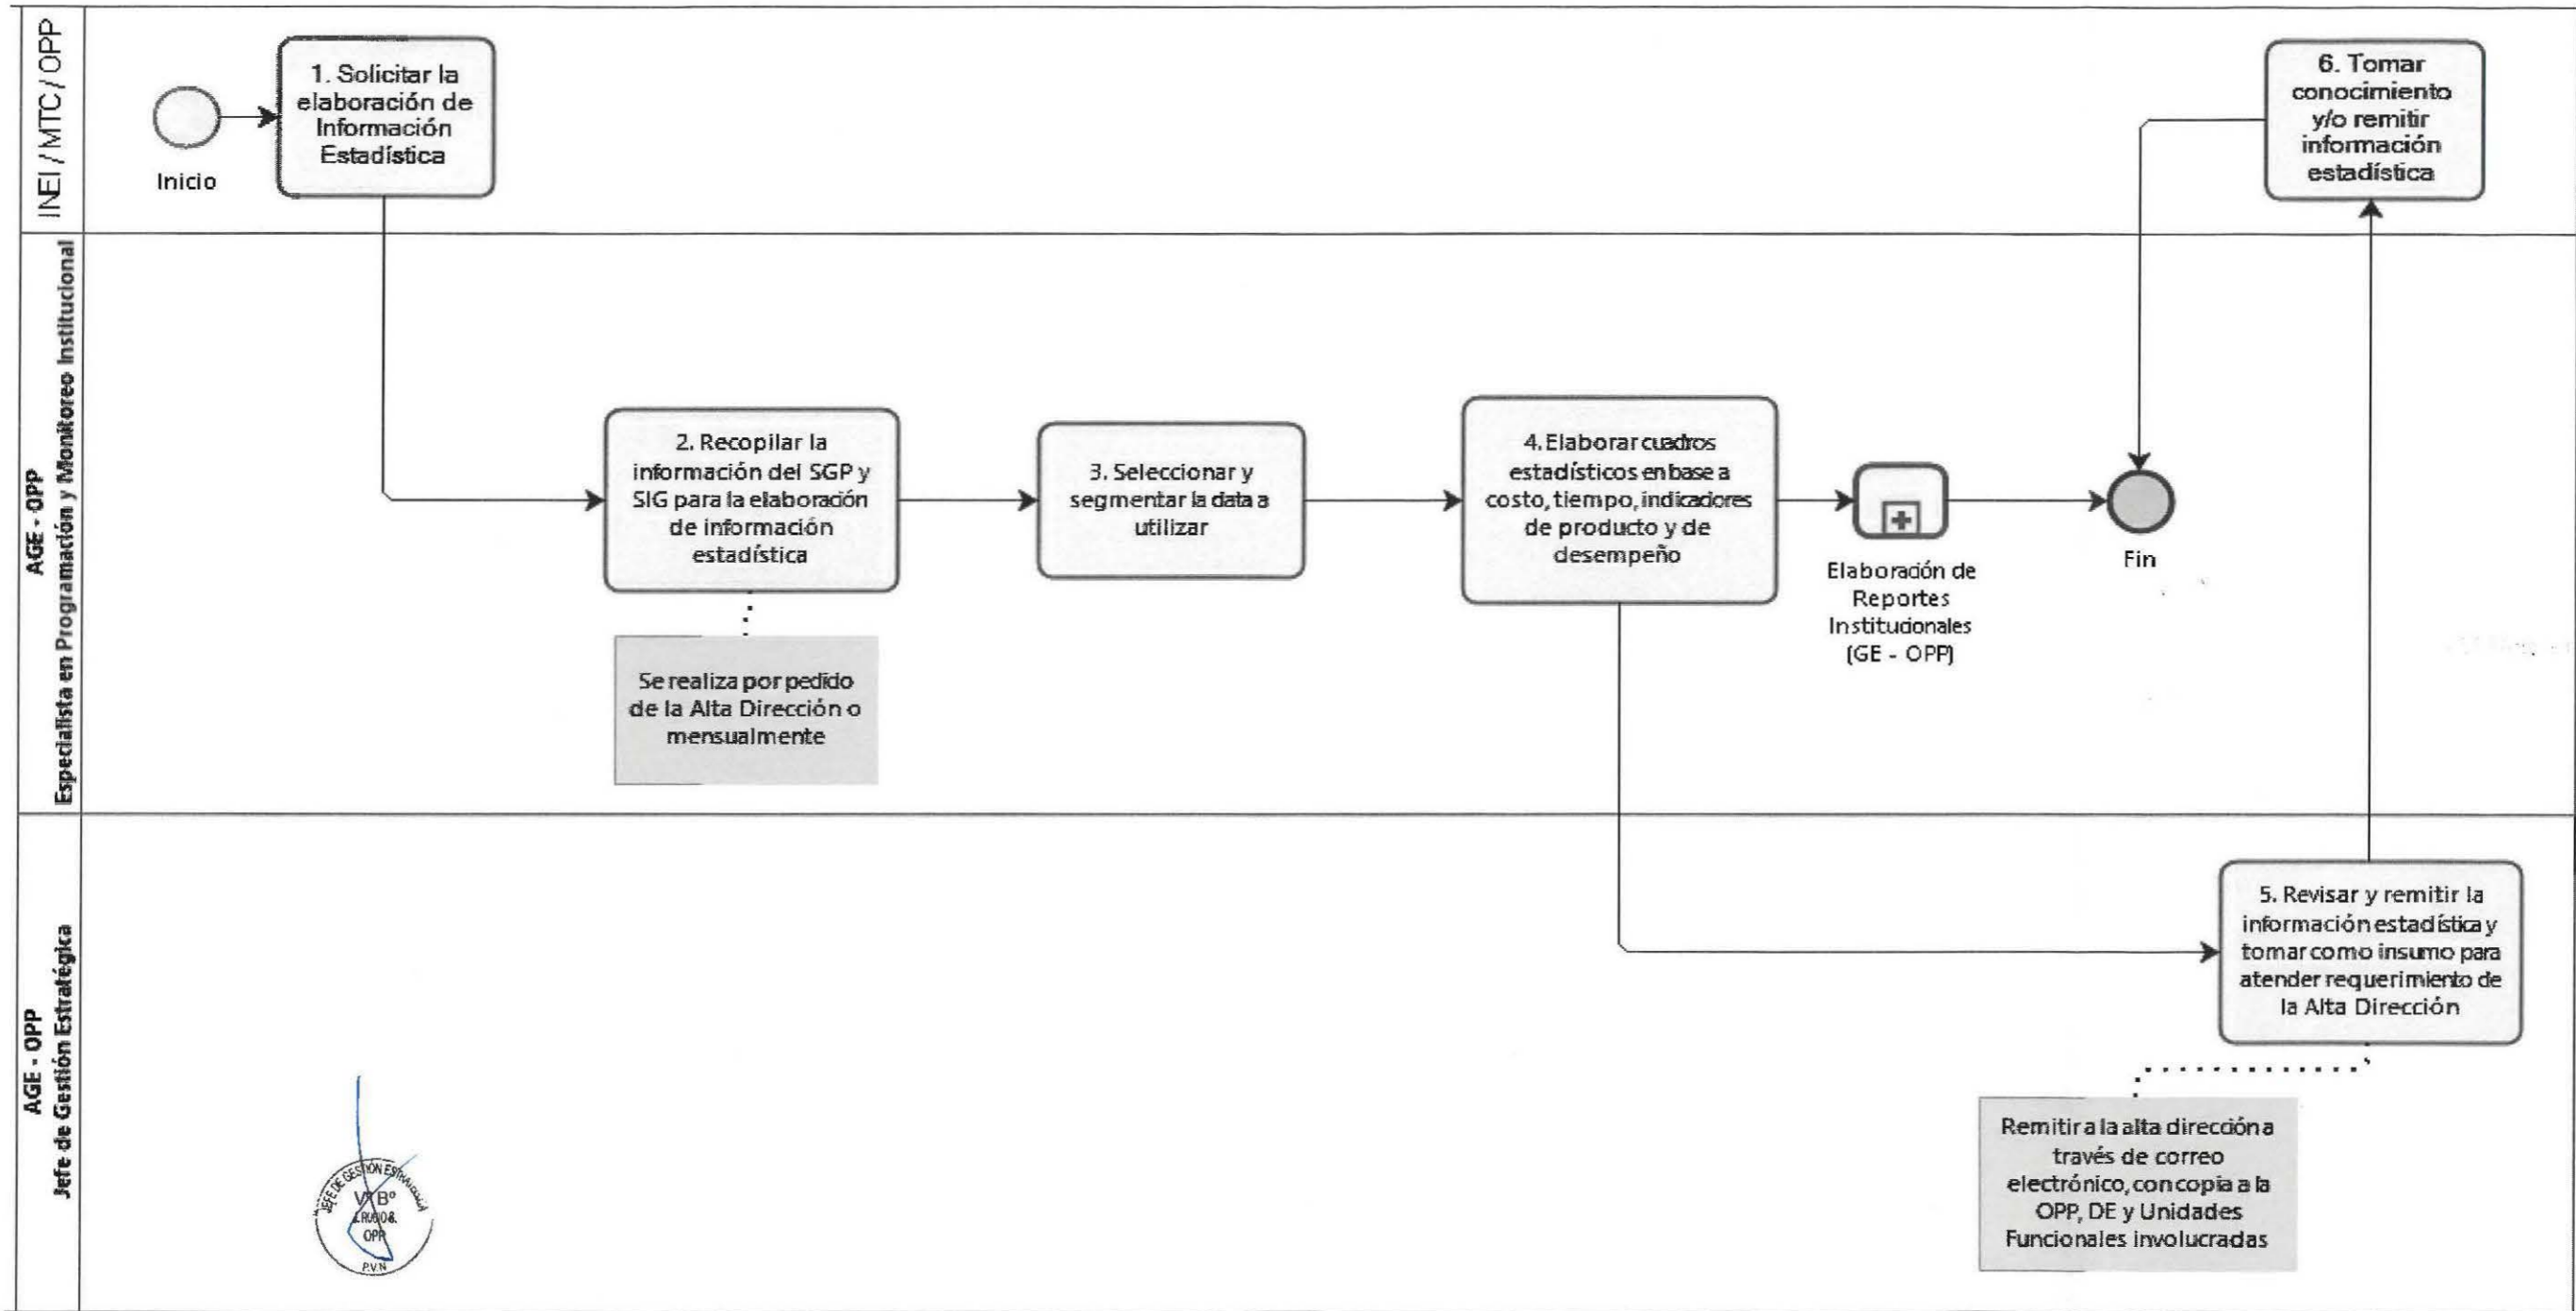 INEI / MTC / OPP
Inicio
1. Solicitar la
elaboración de
Información
Estadística
6. Tomar
conocimiento
y/o remitir
información
estadística
AGE - OPP
Especialista en Programación y Monitoreo Institucional
2. Recopilar la
información del SGP y
SIG para la elaboración
de información
estadística
Se realiza por pedido
de la Alta Dirección o
mensualmente
3. Seleccionar y
segmentar la data a
utilizar
4. Elaborar cuadros
estadísticos en base a
costo, tiempo, indicadores
de producto y de
desempeño
Elaboración de
Reportes
Institucionales
(GE - OPP)
Fin
AGE - OPP
Jefe de Gestión Estratégica
5. Revisar y remitir la
información estadística y
tomar como insumo para
atender requerimiento de
la Alta Dirección
Remitir a la alta dirección a
través de correo
electrónico, con copia a la
OPP, DE y Unidades
Funcionales involucradas
JEFE DE GESTIÓN ESTRATÉGICA
V° B°
OPP
P.V.N